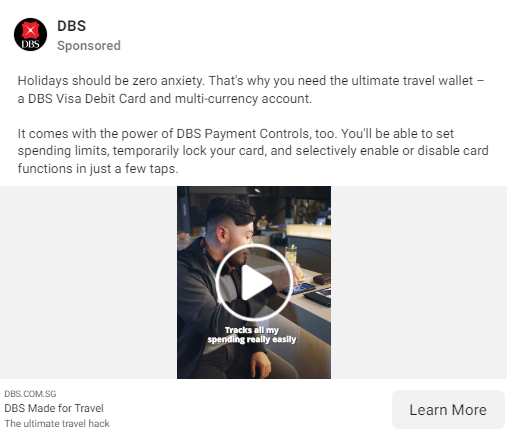 DBS
DBS
Sponsored
Holidays should be zero anxiety. That's why you need the ultimate travel wallet –
a DBS Visa Debit Card and multi-currency account.
It comes with the power of DBS Payment Controls, too. You'll be able to set
spending limits, temporarily lock your card, and selectively enable or disable card
functions in just a few taps.
Tracks all my
spending really easily
DBS.COM.SG
DBS Made for Travel
The ultimate travel hack
Learn More